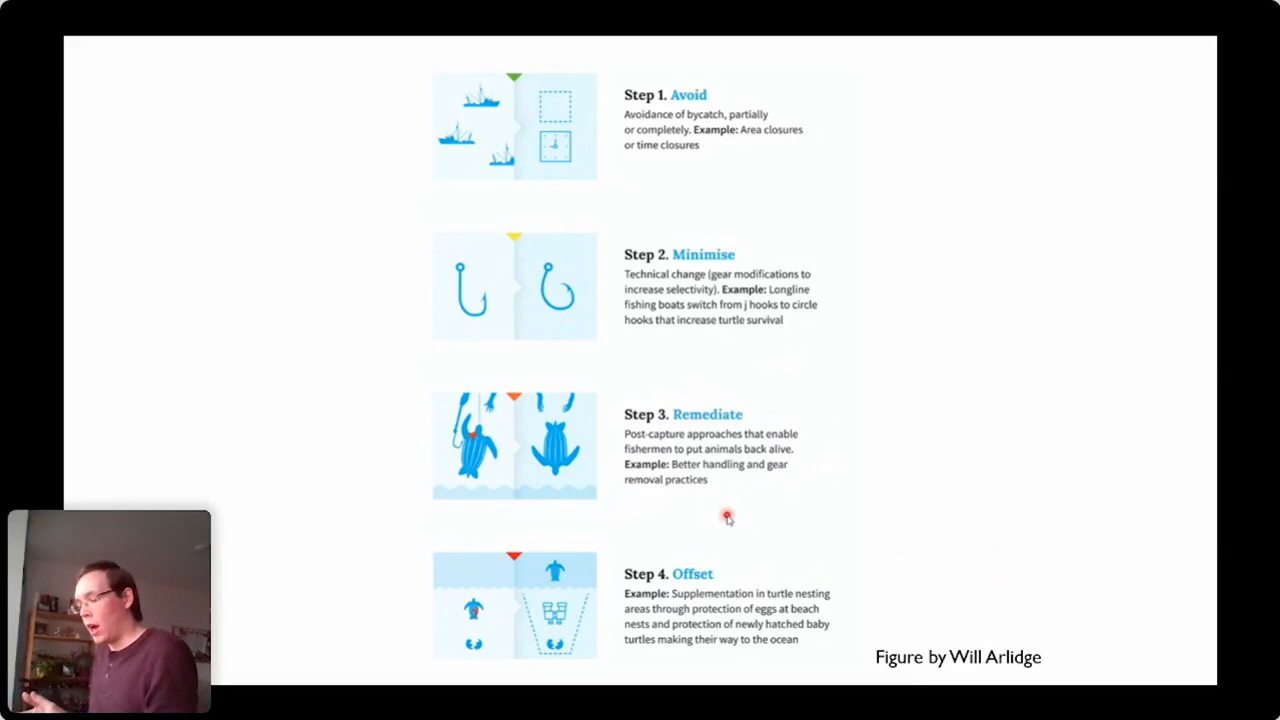 Step 1. Avoid
Avoidance of bycatch, partially
or completely. Example: Area closures
or time closures
Step 2. Minimise
Technical change (gear modifications to
increase selectivity). Example: Longline
fishing boats switch from j hooks to circle
hooks that increase turtle survival
Step 3. Remediate
Post-capture approaches that enable
fishermen to put animals back alive.
Example: Better handling and gear
removal practices
Step 4. Offset
Example: Supplementation in turtle nesting
areas through protection of eggs at beach
nests and protection of newly hatched baby
turtles making their way to the ocean
Figure by Will Arlidge